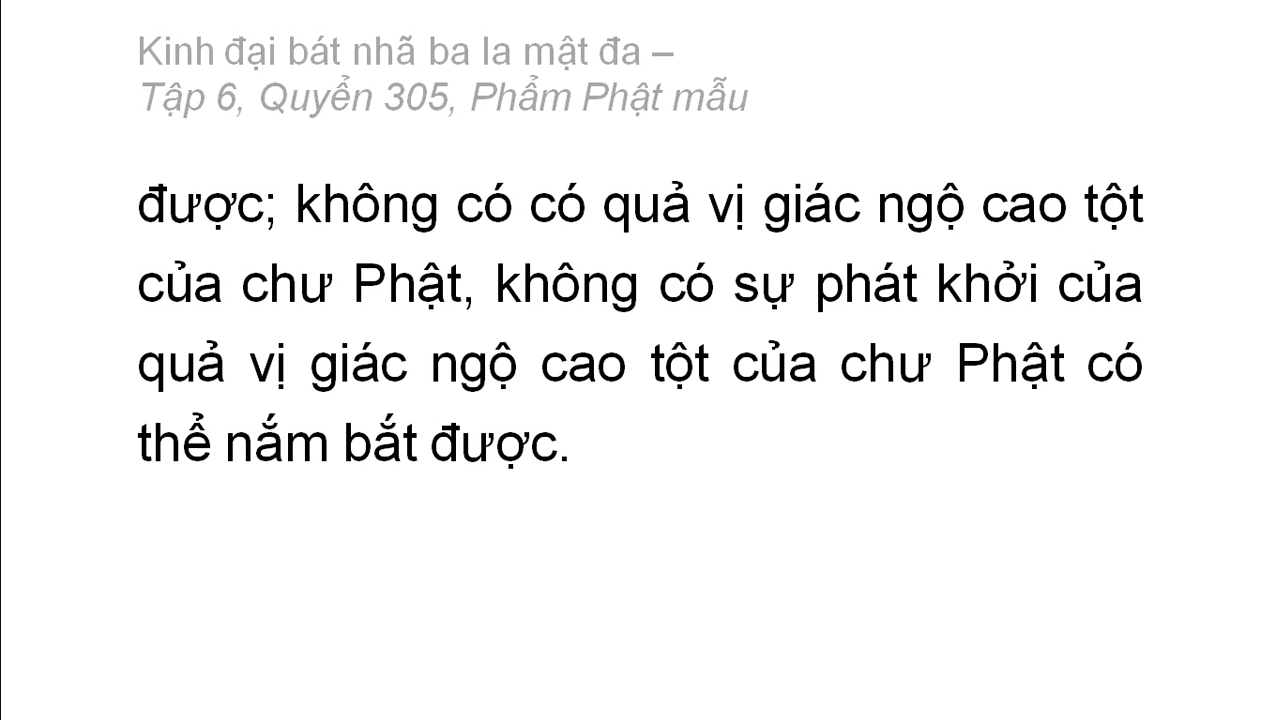 Kinh đại bát nhã ba la mật đa –
Tập 6, Quyển 305, Phẩm Phật mẫu
được; không có có quả vị giác ngộ cao tột
của chư Phật, không có sự phát khởi của
quả vị giác ngộ cao tột của chư Phật có
thể nắm bắt được.